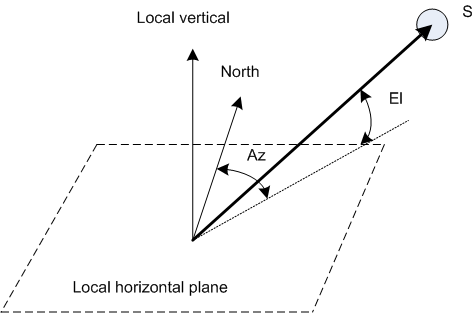 S
Local vertical
North
El
Az
Local horizontal plane